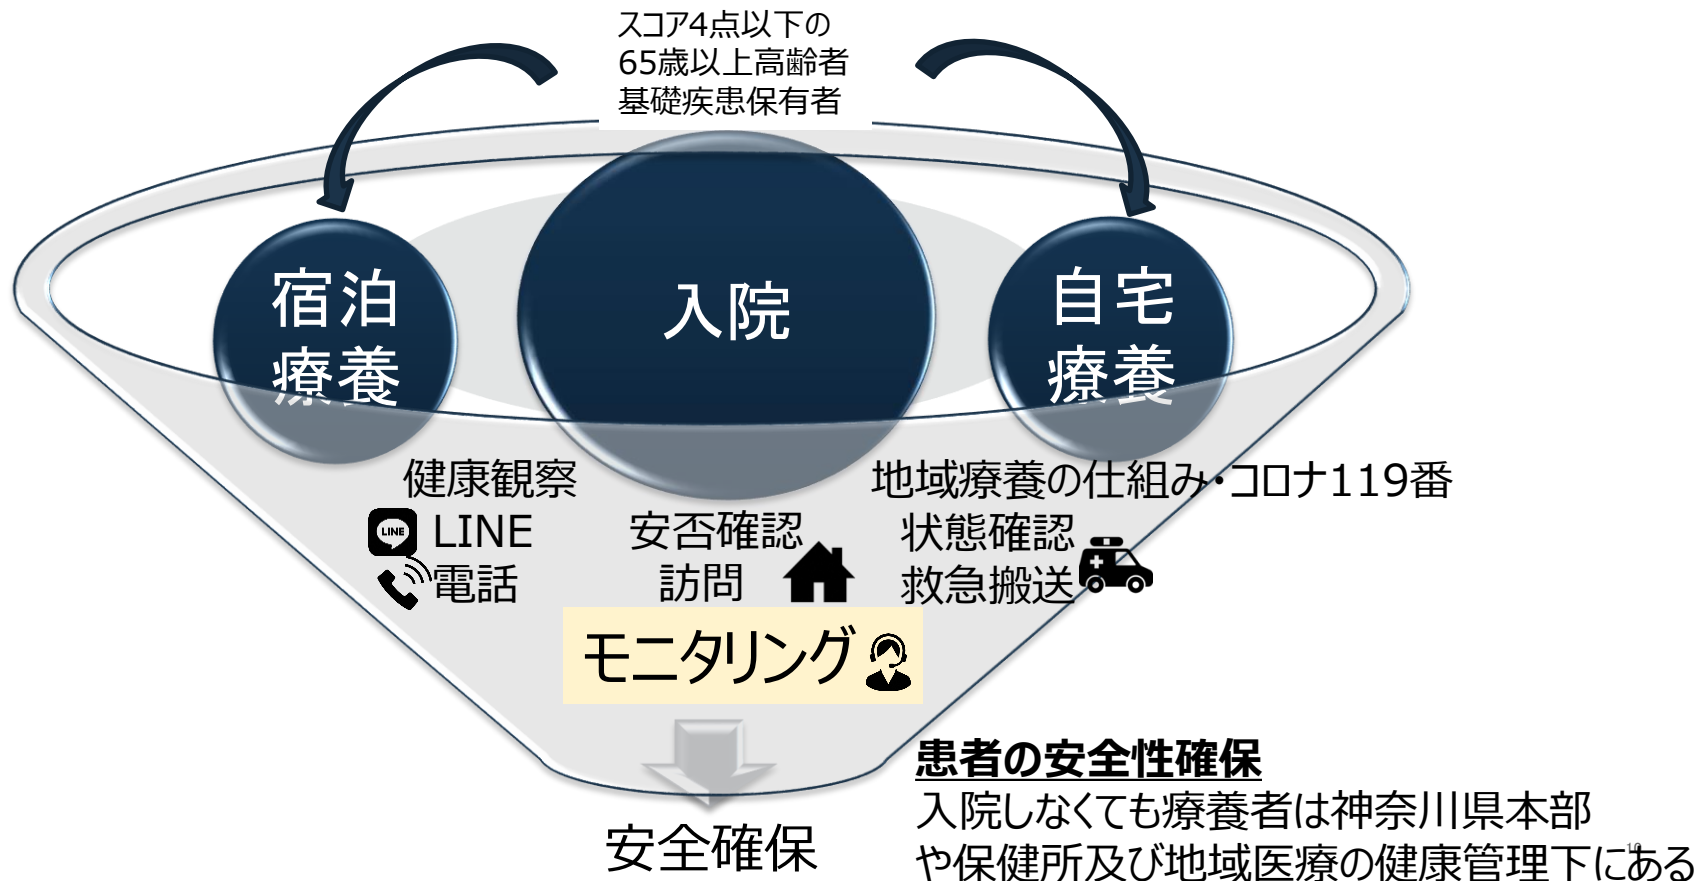 スコア4点以下の
65歳以上高齢者
基礎疾患保有者
宿泊
療養
入院
自宅
療養
健康観察
LINE
LINE
電話
安否確認
訪問
地域療養の仕組み・コロナ119番
状態確認
救急搬送
モニタリング
安全確保
患者の安全性確保
入院しなくても療養者は神奈川県本部
や保健所及び地域医療の健康管理下にある